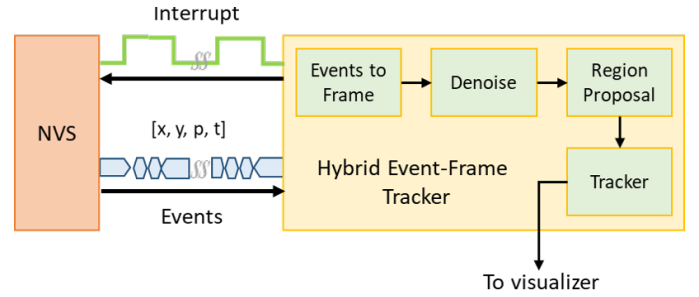 Interrupt
NVS
[x, y, p, t]
Events
Events to
Frame
Denoise
Region
Proposal
Hybrid Event-Frame
Tracker
Tracker
To visualizer